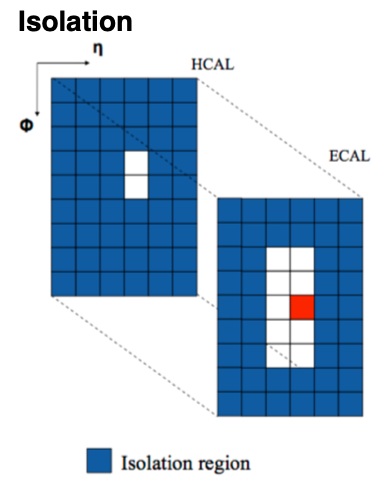 Isolation
η
HCAL
Φ
ECAL
Isolation region